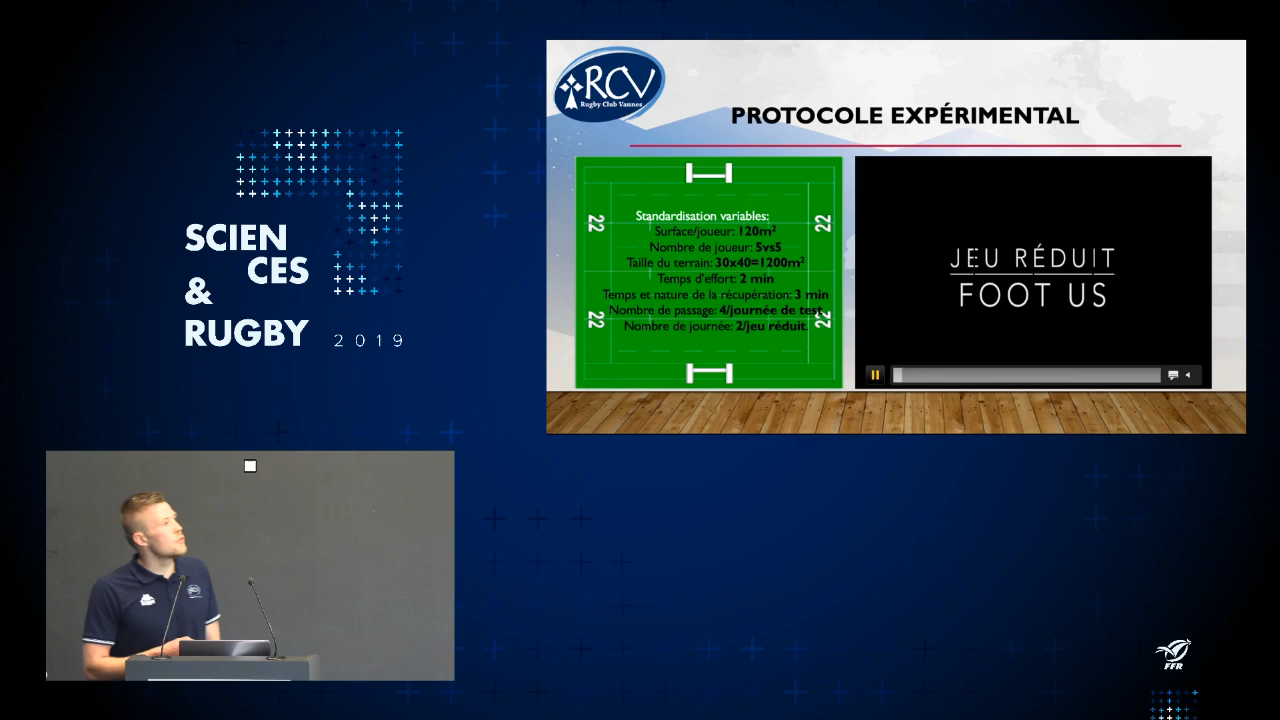 SCIEN
CES
&
RUGBY
2019
RCV
Rugby Club Vannes
PROTOCOLE EXPÉRIMENTAL
22
22
Standardisation variables:
Surface/joueur: 120m²
Nombre de joueur: 5vs5
Taille du terrain: 30x40=1200m²
Temps d'effort: 2 min
Temps et nature de la récupération: 3 min
Nombre de passage: 4/journée de test
Nombre de journée: 2/jeu réduit.
22
22
JEU RÉDUIT
FOOT US
FFR